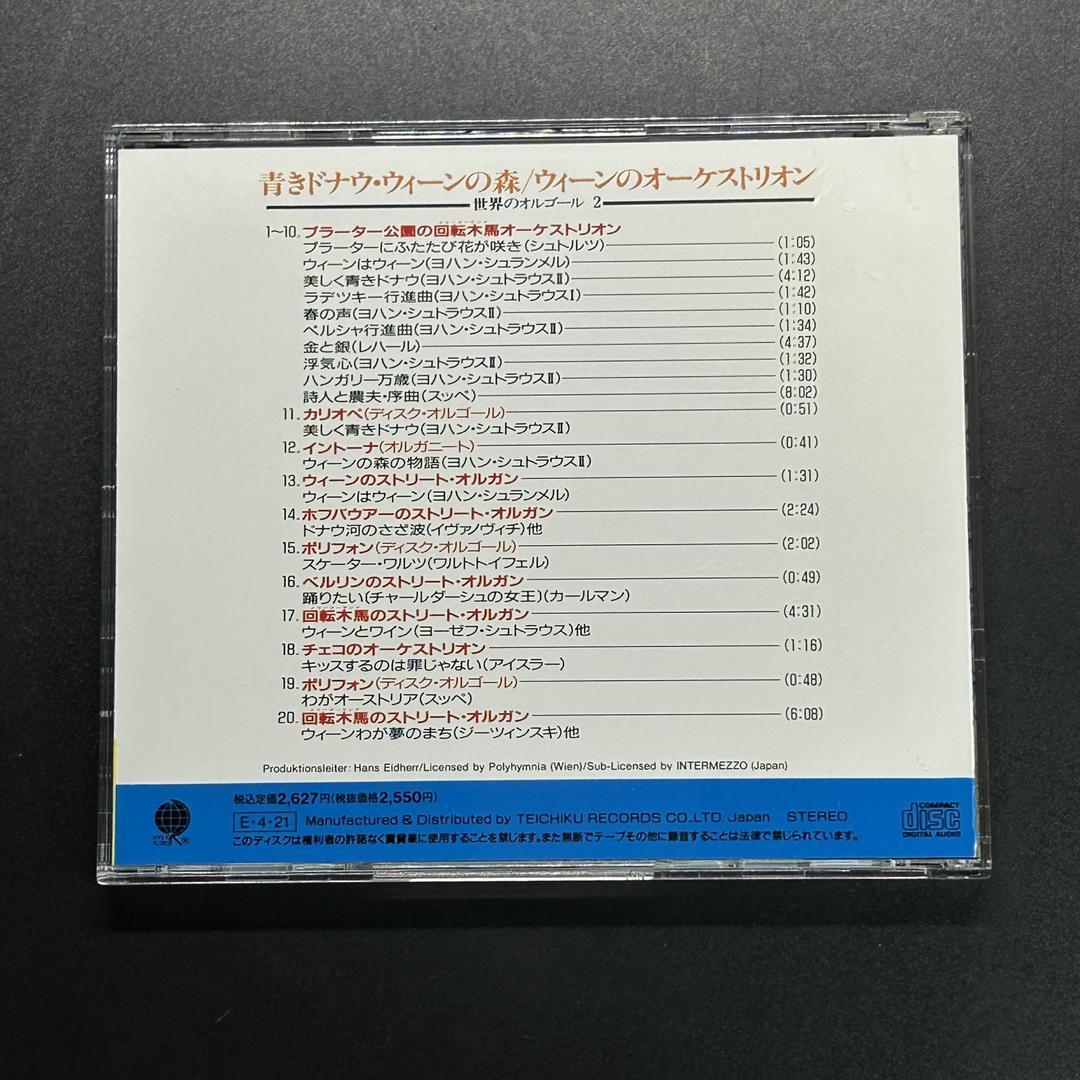 青きドナウ・ウィーンの森/ウィーンのオーケストリオン
世界のオルゴール 2
1~10. プラーター公園の回転木馬オーケストリオン
プラーターにふたたび花が咲き(シュトルツ) (1:05)
ウィーンはウィーン(ヨハン・シュランメル) (1:43)
美しく青きドナウ(ヨハン・シュトラウスⅡ) (4:12)
ラデツキー行進曲(ヨハン・シュトラウスⅠ) (1:42)
春の声(ヨハン・シュトラウスⅡ) (1:10)
ペルシャ行進曲(ヨハン・シュトラウスⅡ) (1:34)
金と銀(レハール) (4:37)
浮気心(ヨハン・シュトラウスⅡ) (1:32)
ハンガリー万歳(ヨハン・シュトラウスⅡ) (1:30)
詩人と農夫・序曲(スッペ) (8:02)
11. カリオペ(ディスク・オルゴール) (0:51)
美しく青きドナウ(ヨハン・シュトラウスⅡ)
12. イントーナ(オルガニート) (0:41)
ウィーンの森の物語(ヨハン・シュトラウスⅡ)
13. ウィーンのストリート・オルガン (1:31)
ウィーンはウィーン(ヨハン・シュランメル)
14. ホフバウアーのストリート・オルガン (2:24)
ドナウ河のさざ波(イヴァノヴィチ)他
15. ポリフォン(ディスク・オルゴール) (2:02)
スケーター・ワルツ(ワルトトイフェル)
16. ベルリンのストリート・オルガン (0:49)
踊りたい〔チャールダーシュの女王〕(カールマン)
17. 回転木馬のストリート・オルガン (4:31)
ウィーンとワイン(ヨーゼフ・シュトラウス)他
18. チェコのオーケストリオン (1:16)
キッスするのは罪じゃない(アイスラー)
19. ポリフォン(ディスク・オルゴール) (0:48)
わがオーストリア(スッペ)
20. 回転木馬のストリート・オルガン (6:08)
ウィーンわが夢のまち(ジーツィンスキ)他
Produktionsleiter: Hans Eidherr/Licensed by Polyhymnia (Wien)/Sub-Licensed by INTERMEZZO (Japan)
税込定価2,627円(税抜価格2,550円)
E・4・21 Manufactured & Distributed by TEICHIKU RECORDS CO.,LTD. Japan STEREO
このディスクは権利者の許諾なく賃貸業に使用することを禁じます。また無断でテープその他に録音することは法律で禁じられています。
COMPACT
disc
DIGITAL AUDIO